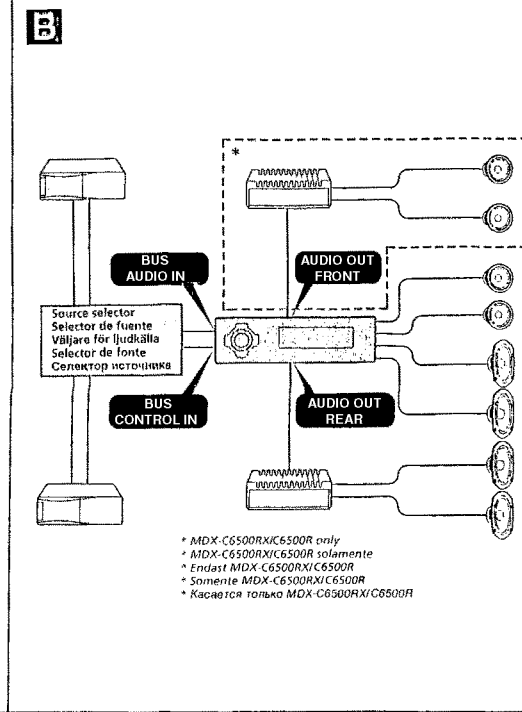 B
*
BUS
AUDIO IN
AUDIO OUT
FRONT
Source selector
Selector de fuente
Väljare för ljudkälla
Selector de fonte
Селектор источника
BUS
CONTROL IN
AUDIO OUT
REAR
* MDX-C6500RX/C6500R only
* MDX-C6500RX/C6500R solamente
* Endast MDX-C6500RX/C6500R
* Somente MDX-C6500RX/C6500R
* Касается только MDX-C6500RX/C6500R